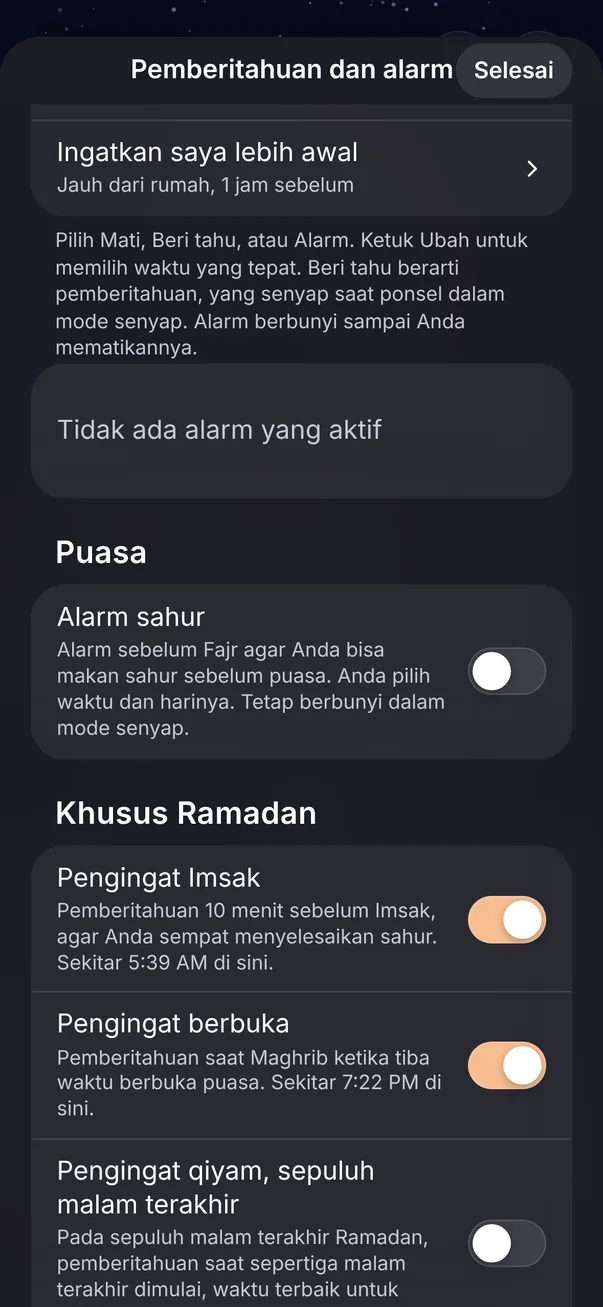 Pemberitahuan dan alarm
Selesai
Ingatkan saya lebih awal
Jauh dari rumah, 1 jam sebelum
Pilih Mati, Beri tahu, atau Alarm. Ketuk Ubah untuk
memilih waktu yang tepat. Beri tahu berarti
pemberitahuan, yang senyap saat ponsel dalam
mode senyap. Alarm berbunyi sampai Anda
mematikannya.
Tidak ada alarm yang aktif
Puasa
Alarm sahur
Alarm sebelum Fajr agar Anda bisa
makan sahur sebelum puasa. Anda pilih
waktu dan harinya. Tetap berbunyi dalam
mode senyap.
Khusus Ramadan
Pengingat Imsak
Pemberitahuan 10 menit sebelum Imsak,
agar Anda sempat menyelesaikan sahur.
Sekitar 5:39 AM di sini.
Pengingat berbuka
Pemberitahuan saat Maghrib ketika tiba
waktu berbuka puasa. Sekitar 7:22 PM di
sini.
Pengingat qiyam, sepuluh
malam terakhir
Pada sepuluh malam terakhir Ramadan,
pemberitahuan saat sepertiga malam
terakhir dimulai, waktu terbaik untuk